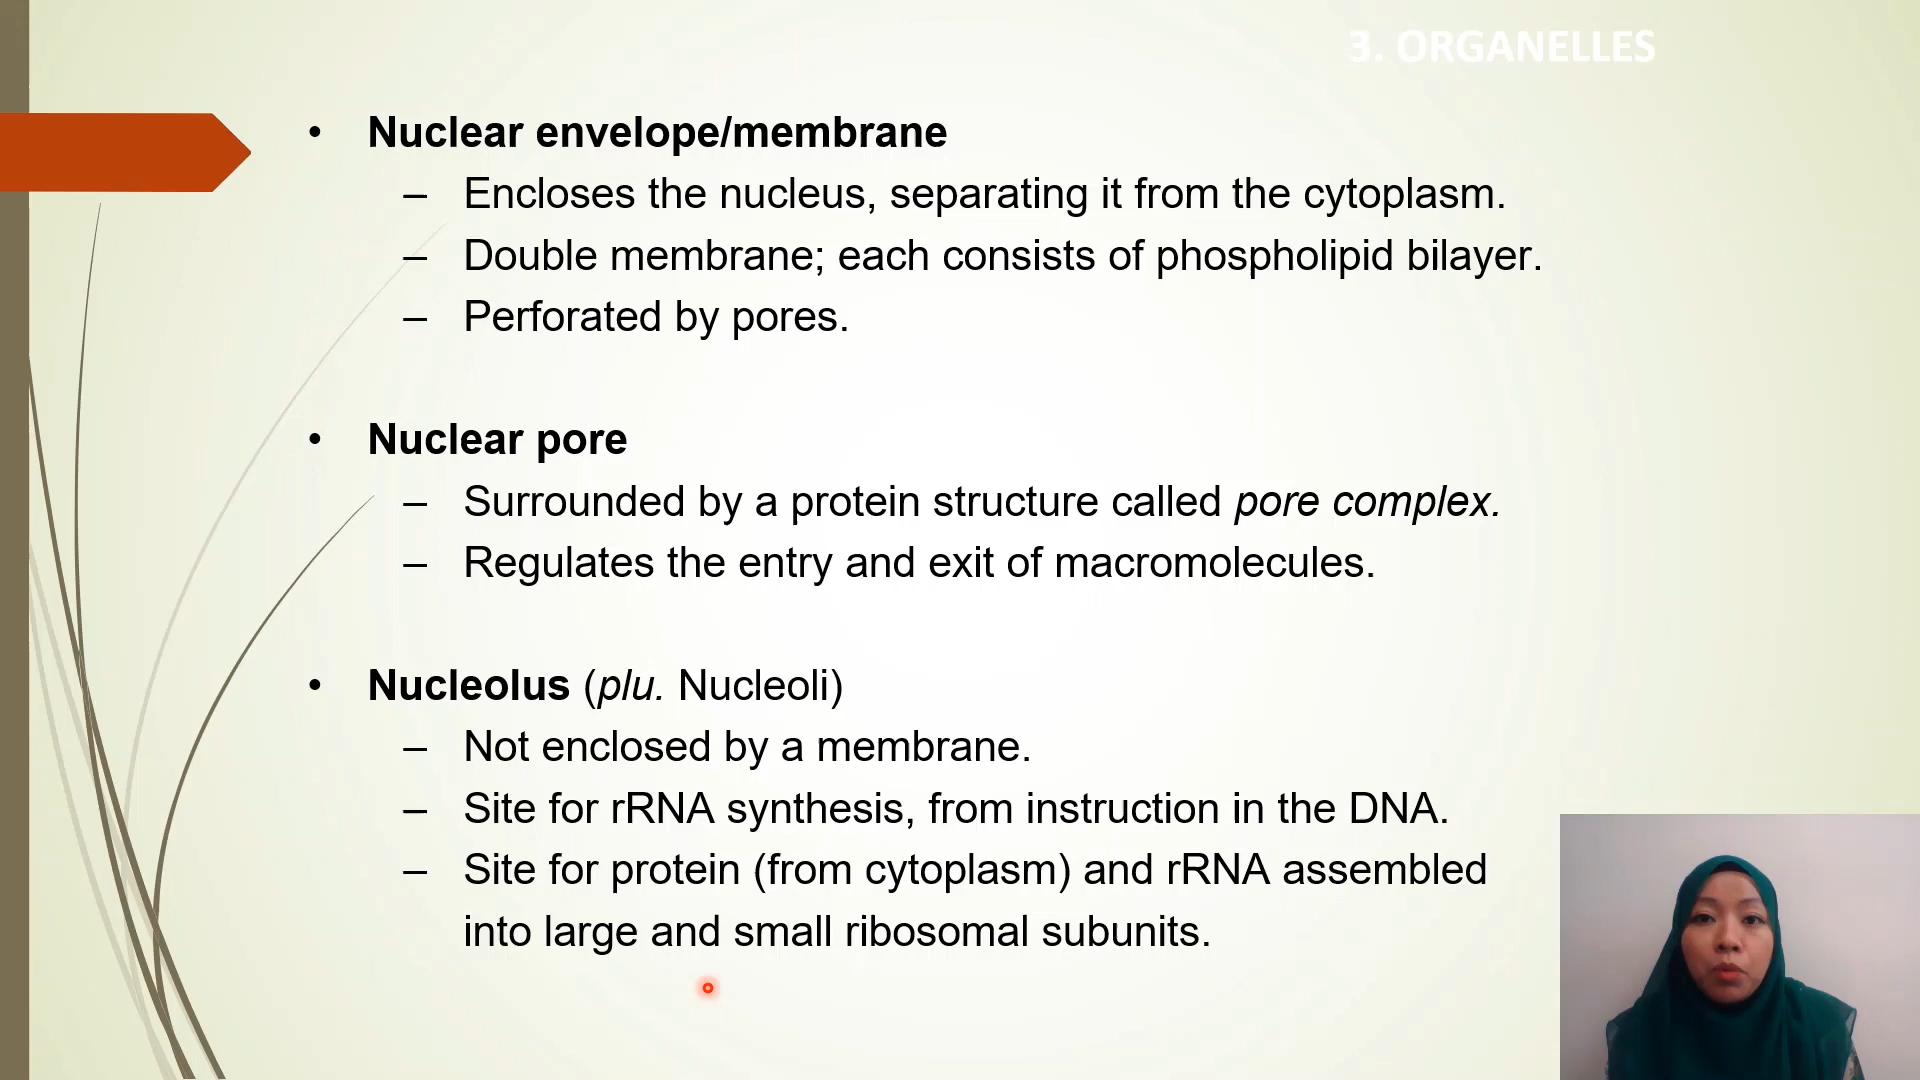 3. ORGANELLES
• Nuclear envelope/membrane
– Encloses the nucleus, separating it from the cytoplasm.
– Double membrane; each consists of phospholipid bilayer.
– Perforated by pores.
• Nuclear pore
– Surrounded by a protein structure called pore complex.
– Regulates the entry and exit of macromolecules.
• Nucleolus (plu. Nucleoli)
– Not enclosed by a membrane.
– Site for rRNA synthesis, from instruction in the DNA.
– Site for protein (from cytoplasm) and rRNA assembled
into large and small ribosomal subunits.